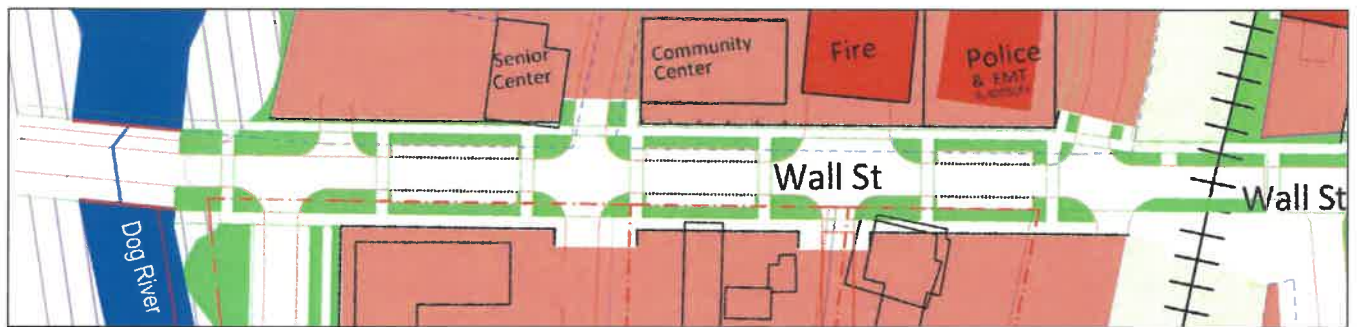 Senior
Center
Community
Center
Fire
Police
& EMT
Wall St
Wall St
Dog River